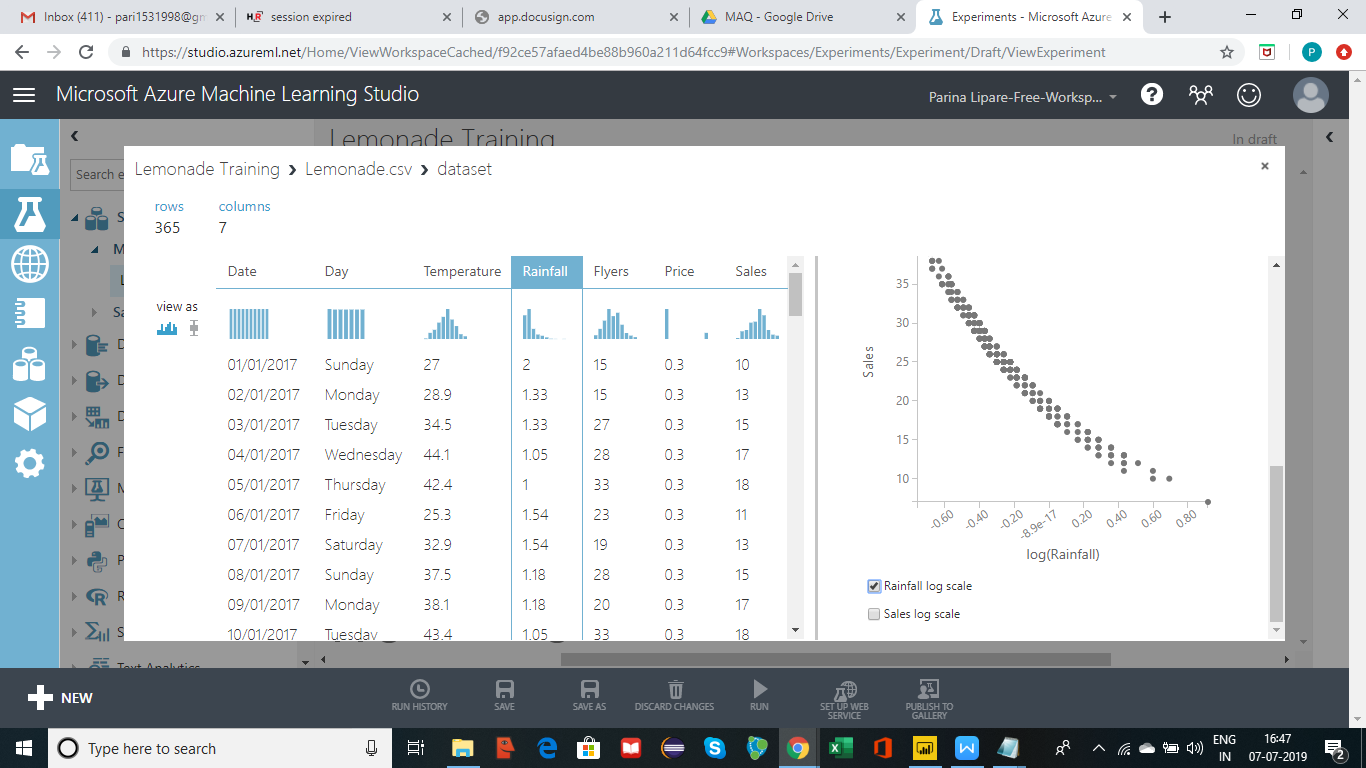 Inbox (411) - pari1531998@gm
session expired
app.docusign.com
MAQ - Google Drive
Experiments - Microsoft Azure
https://studio.azureml.net/Home/ViewWorkspaceCached/f92ce57afaed4be88b960a211d64fcc9#Workspaces/Experiments/Experiment/Draft/ViewExperiment
P
Microsoft Azure Machine Learning Studio
Parina Lipare-Free-Worksp...
Lemonade Training
In draft
Search e
Lemonade Training > Lemonade.csv > dataset
rows columns
365 7
view as
Date Day Temperature Rainfall Flyers Price Sales
01/01/2017 Sunday 27 2 15 0.3 10
02/01/2017 Monday 28.9 1.33 15 0.3 13
03/01/2017 Tuesday 34.5 1.33 27 0.3 15
04/01/2017 Wednesday 44.1 1.05 28 0.3 17
05/01/2017 Thursday 42.4 1 33 0.3 18
06/01/2017 Friday 25.3 1.54 23 0.3 11
07/01/2017 Saturday 32.9 1.54 19 0.3 13
08/01/2017 Sunday 37.5 1.18 28 0.3 15
09/01/2017 Monday 38.1 1.18 20 0.3 17
10/01/2017 Tuesday 43.4 1.05 33 0.3 18
35
30
25
20
15
10
Sales
-0.60 -0.40 -0.20 -8.9e-17 0.20 0.40 0.60 0.80
log(Rainfall)
Rainfall log scale
Sales log scale
Text Analytics
NEW
RUN HISTORY
SAVE
SAVE AS
DISCARD CHANGES
RUN
SET UP WEB SERVICE
PUBLISH TO GALLERY
Type here to search
ENG
IN
16:47
07-07-2019
2